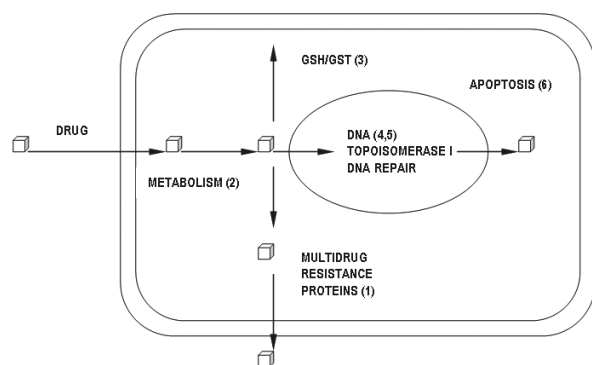 GSH/GST (3)
APOPTOSIS (6)
DRUG
DNA (4,5)
TOPOISOMERASE I
DNA REPAIR
METABOLISM (2)
MULTIDRUG
RESISTANCE
PROTEINS (1)